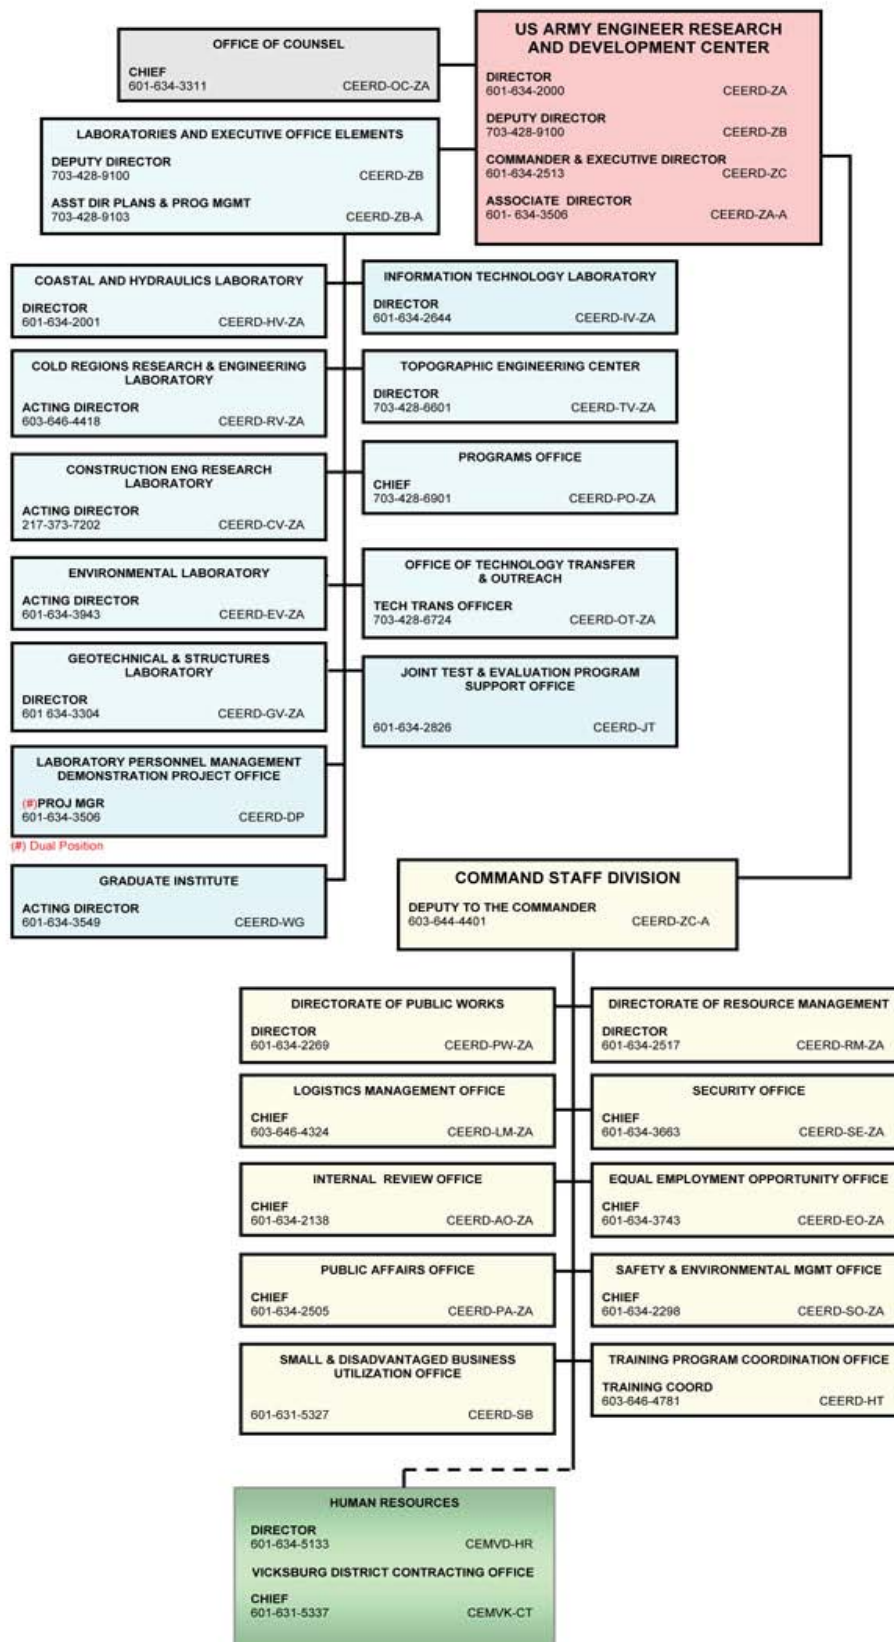 OFFICE OF COUNSEL
CHIEF
601-634-3311 CEERD-OC-ZA
US ARMY ENGINEER RESEARCH
AND DEVELOPMENT CENTER
DIRECTOR
601-634-2000 CEERD-ZA
DEPUTY DIRECTOR
703-428-9100 CEERD-ZB
COMMANDER & EXECUTIVE DIRECTOR
601-634-2513 CEERD-ZC
ASSOCIATE DIRECTOR
601- 634-3506 CEERD-ZA-A
LABORATORIES AND EXECUTIVE OFFICE ELEMENTS
DEPUTY DIRECTOR
703-428-9100 CEERD-ZB
ASST DIR PLANS & PROG MGMT
703-428-9103 CEERD-ZB-A
COASTAL AND HYDRAULICS LABORATORY
DIRECTOR
601-634-2001 CEERD-HV-ZA
INFORMATION TECHNOLOGY LABORATORY
DIRECTOR
601-634-2644 CEERD-IV-ZA
COLD REGIONS RESEARCH & ENGINEERING
LABORATORY
ACTING DIRECTOR
603-646-4418 CEERD-RV-ZA
TOPOGRAPHIC ENGINEERING CENTER
DIRECTOR
703-428-6601 CEERD-TV-ZA
CONSTRUCTION ENG RESEARCH
LABORATORY
ACTING DIRECTOR
217-373-7202 CEERD-CV-ZA
PROGRAMS OFFICE
CHIEF
703-428-6901 CEERD-PO-ZA
ENVIRONMENTAL LABORATORY
ACTING DIRECTOR
601-634-3943 CEERD-EV-ZA
OFFICE OF TECHNOLOGY TRANSFER
& OUTREACH
TECH TRANS OFFICER
703-428-6724 CEERD-OT-ZA
GEOTECHNICAL & STRUCTURES
LABORATORY
DIRECTOR
601 634-3304 CEERD-GV-ZA
JOINT TEST & EVALUATION PROGRAM
SUPPORT OFFICE
601-634-2826 CEERD-JT
LABORATORY PERSONNEL MANAGEMENT
DEMONSTRATION PROJECT OFFICE
(#)PROJ MGR
601-634-3506 CEERD-DP
(#) Dual Position
GRADUATE INSTITUTE
ACTING DIRECTOR
601-634-3549 CEERD-WG
COMMAND STAFF DIVISION
DEPUTY TO THE COMMANDER
603-644-4401 CEERD-ZC-A
DIRECTORATE OF PUBLIC WORKS
DIRECTOR
601-634-2269 CEERD-PW-ZA
DIRECTORATE OF RESOURCE MANAGEMENT
DIRECTOR
601-634-2517 CEERD-RM-ZA
LOGISTICS MANAGEMENT OFFICE
CHIEF
603-646-4324 CEERD-LM-ZA
SECURITY OFFICE
CHIEF
601-634-3663 CEERD-SE-ZA
INTERNAL REVIEW OFFICE
CHIEF
601-634-2138 CEERD-AO-ZA
EQUAL EMPLOYMENT OPPORTUNITY OFFICE
CHIEF
601-634-3743 CEERD-EO-ZA
PUBLIC AFFAIRS OFFICE
CHIEF
601-634-2505 CEERD-PA-ZA
SAFETY & ENVIRONMENTAL MGMT OFFICE
CHIEF
601-634-2298 CEERD-SO-ZA
SMALL & DISADVANTAGED BUSINESS
UTILIZATION OFFICE
601-631-5327 CEERD-SB
TRAINING PROGRAM COORDINATION OFFICE
TRAINING COORD
603-646-4781 CEERD-HT
HUMAN RESOURCES
DIRECTOR
601-634-5133 CEMVD-HR
VICKSBURG DISTRICT CONTRACTING OFFICE
CHIEF
601-631-5337 CEMVK-CT